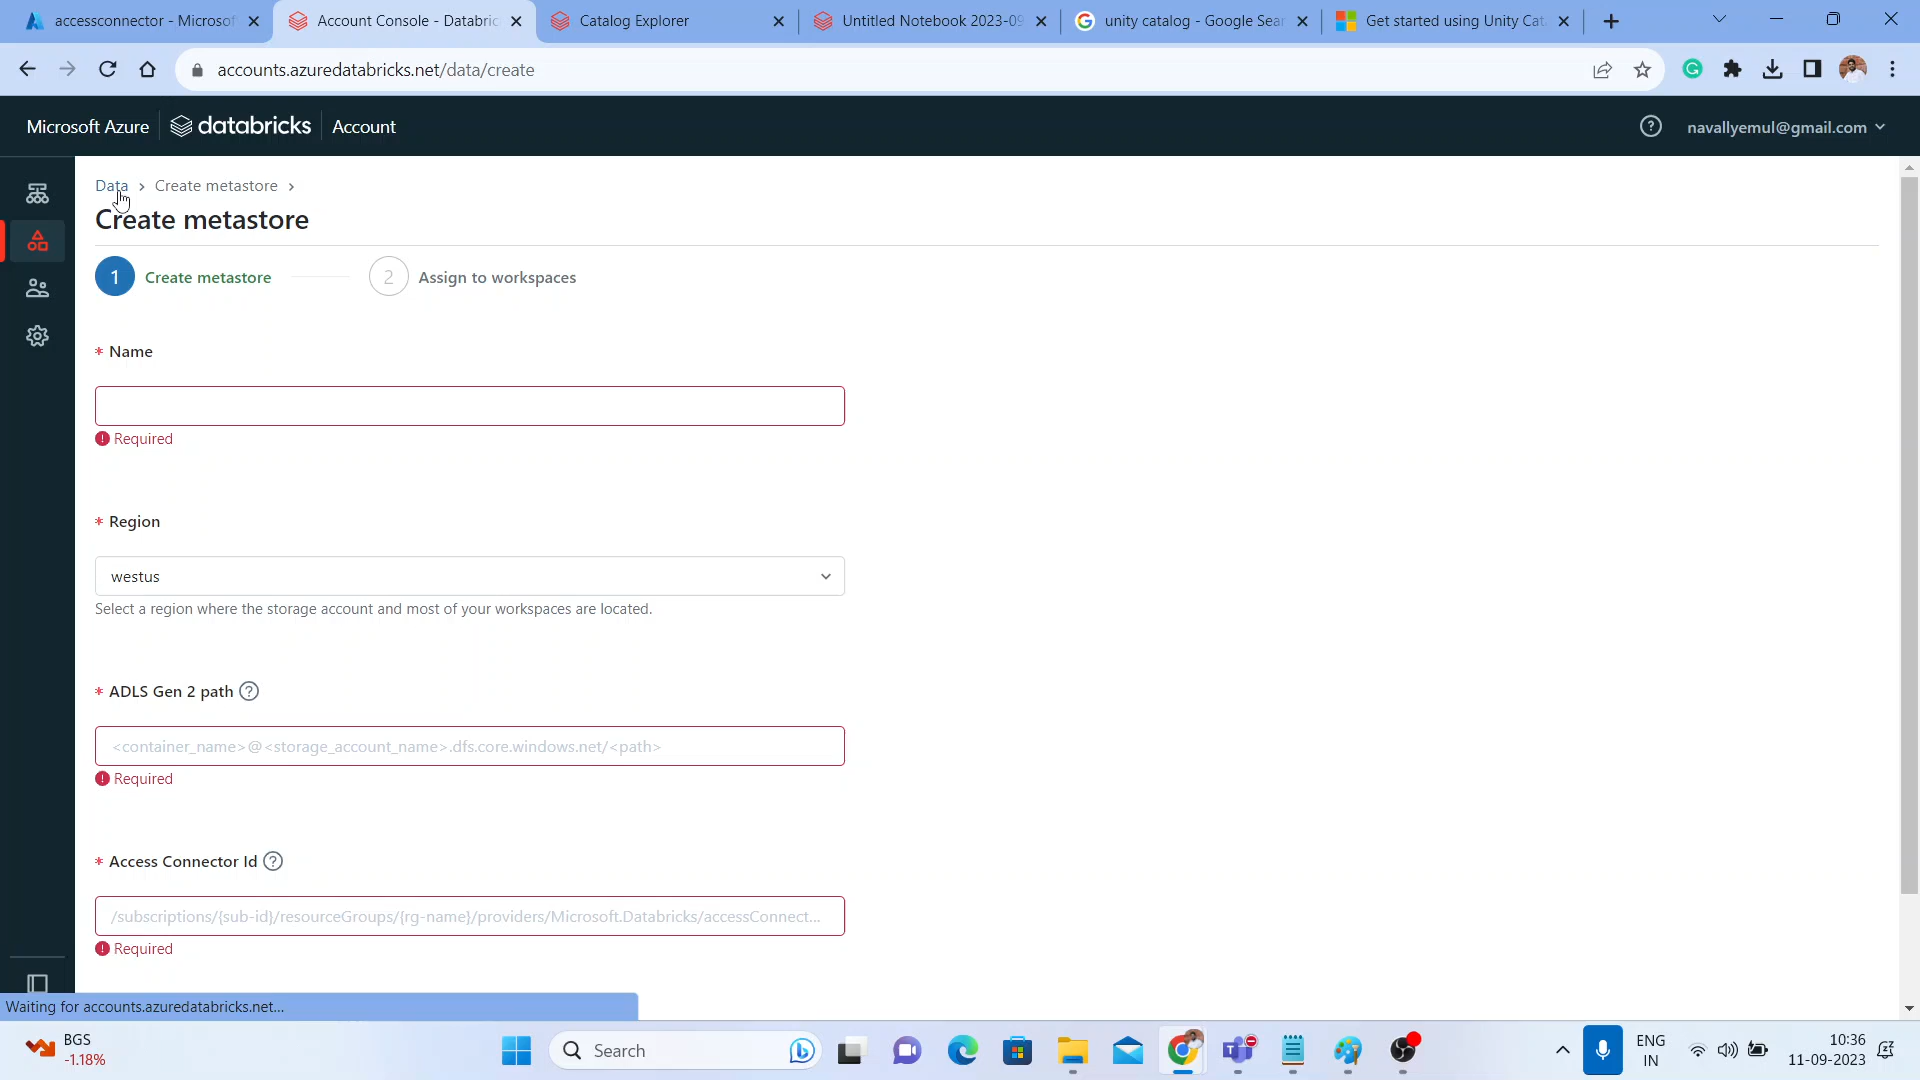 accessconnector - Microsof
Account Console - Databric
Catalog Explorer
Untitled Notebook 2023-09
unity catalog - Google Sear
Get started using Unity Cat
accounts.azuredatabricks.net/data/create
Microsoft Azure
databricks
Account
navallyemul@gmail.com
Data > Create metastore >
Create metastore
1 Create metastore
2 Assign to workspaces
* Name
Required
* Region
westus
Select a region where the storage account and most of your workspaces are located.
* ADLS Gen 2 path ?
<container_name>@<storage_account_name>.dfs.core.windows.net/<path>
Required
* Access Connector Id ?
/subscriptions/{sub-id}/resourceGroups/{rg-name}/providers/Microsoft.Databricks/accessConnect...
Required
Waiting for accounts.azuredatabricks.net...
BGS
-1.18%
Search
ENG
IN
10:36
11-09-2023